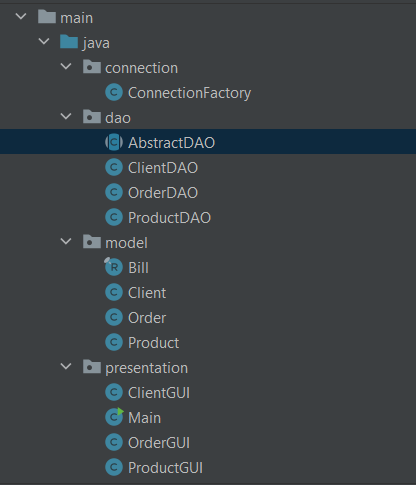 main
java
connection
C ConnectionFactory
dao
C AbstractDAO
C ClientDAO
C OrderDAO
C ProductDAO
model
R Bill
C Client
C Order
C Product
presentation
C ClientGUI
C Main
C OrderGUI
C ProductGUI